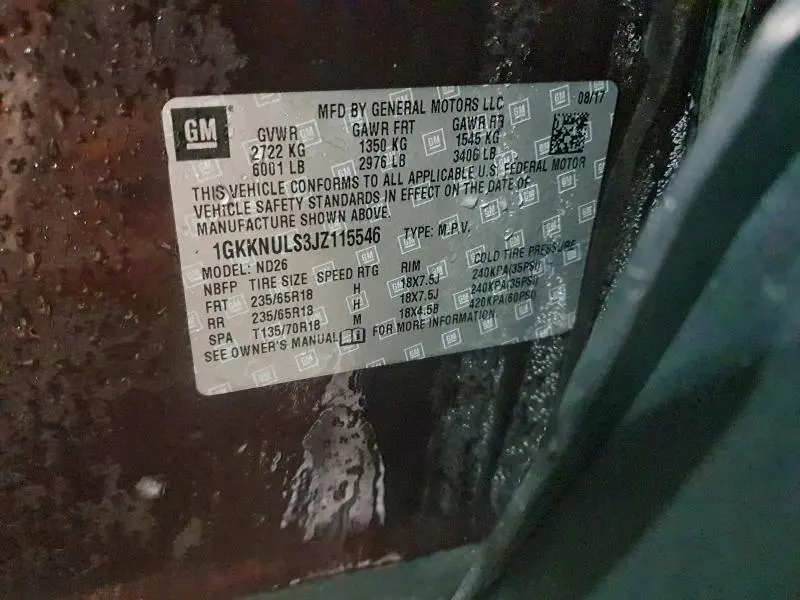 GM
MFD BY GENERAL MOTORS LLC 08/17
GVWR GAWR FRT GAWR RR
2722 KG 1350 KG 1545 KG
6001 LB 2976 LB 3406 LB
THIS VEHICLE CONFORMS TO ALL APPLICABLE U.S. FEDERAL MOTOR
VEHICLE SAFETY STANDARDS IN EFFECT ON THE DATE OF
MANUFACTURE SHOWN ABOVE.
1GKKNULS3JZ115546 TYPE: M.P.V.
MODEL: ND26
NBFP TIRE SIZE SPEED RTG RIM COLD TIRE PRESSURE
FRT 235/65R18 H 18X7.5J 240KPA(35PSI)
RR 235/65R18 H 18X7.5J 240KPA(35PSI)
SPA T135/70R18 M 18X4.5B 420KPA(60PSI)
SEE OWNER'S MANUAL FOR MORE INFORMATION.